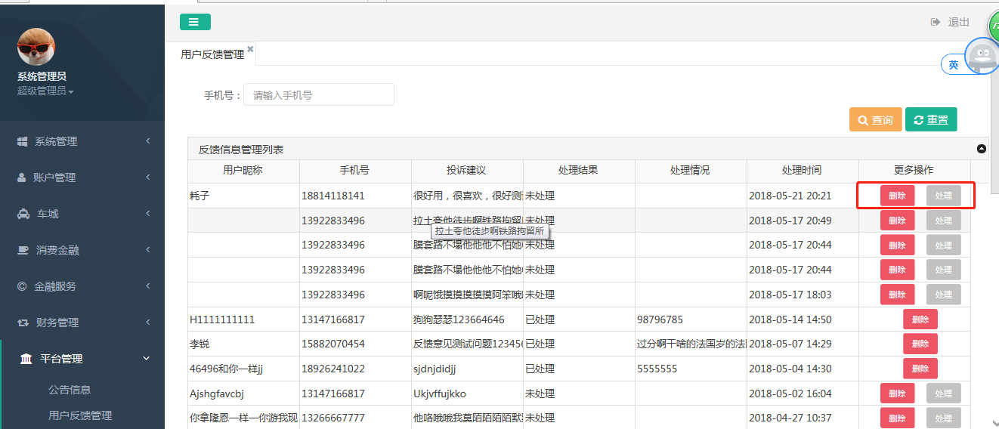 退出
72
英
系统管理员
超级管理员
系统管理
账户管理
车城
消费金融
金融服务
财务管理
平台管理
公告信息
用户反馈管理
用户反馈管理
手机号： 请输入手机号
查询 重置
反馈信息管理列表
用户昵称 手机号 投诉建议 处理结果 处理情况 处理时间 更多操作
耗子 18814118141 很好用，很喜欢，很好测 未处理 2018-05-21 20:21 删除 处理
13922833496 拉土夸他徒步啊铁路拘留 未处理 2018-05-17 20:49 删除 处理
拉土夸他徒步啊铁路拘留所
13922833496 膜套路不塌他他他不怕她 未处理 2018-05-17 20:44 删除 处理
13922833496 膜套路不塌他他他不怕她 未处理 2018-05-17 20:44 删除 处理
13922833496 啊呢饿摸摸摸摸摸阿笨哦 未处理 2018-05-17 18:03 删除 处理
H1111111111 13147166817 狗狗瑟瑟123664646 已处理 98796785 2018-05-14 14:50 删除
李锐 15882070454 反馈意见测试问题123456 已处理 过分啊干啥的法国岁的法 2018-05-07 14:29 删除
46496和你一样jj 18926241022 sjdnjdidjj 已处理 5555555 2018-05-04 14:30 删除
Ajshgfavcbj 13147166817 Ukjvffujkko 未处理 2018-05-02 16:04 删除 处理
你拿隆恩一样一你游我现 13266667777 他咯哦哦我莫陌陌陌陌默 未处理 2018-04-27 10:37 删除 处理